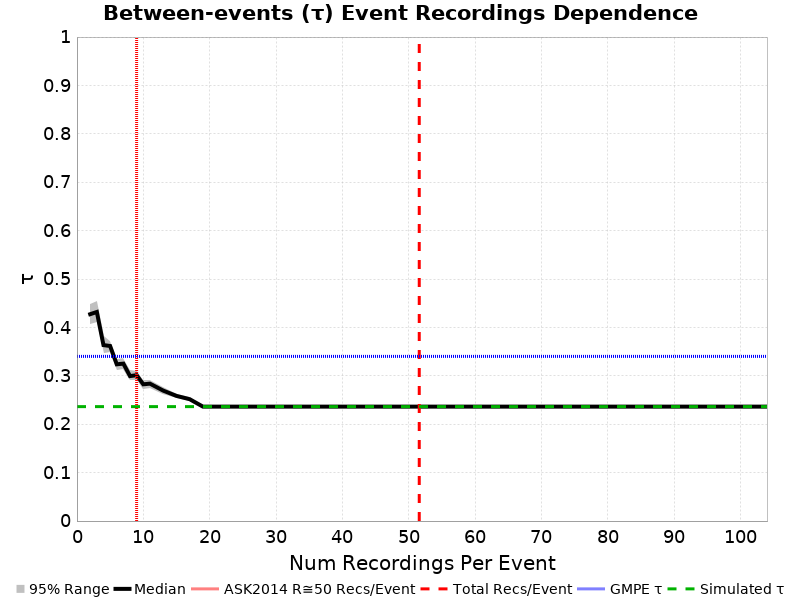 Between-events (τ) Event Recordings Dependence
1
0.9
0.8
0.7
0.6
0.5
0.4
0.3
0.2
0.1
0
τ
0 10 20 30 40 50 60 70 80 90 100
Num Recordings Per Event
95% Range Median ASK2014 R≅50 Recs/Event Total Recs/Event GMPE τ Simulated τ